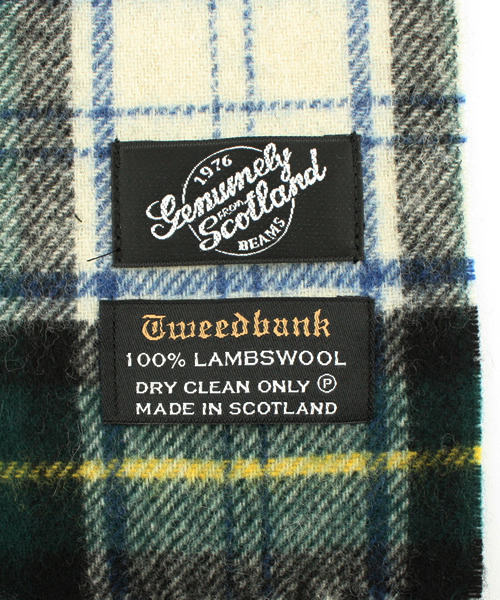 1976
Genuinely
FROM
Scotland
BEAMS
Tweedbank
100% LAMBSWOOL
DRY CLEAN ONLY Ⓟ
MADE IN SCOTLAND